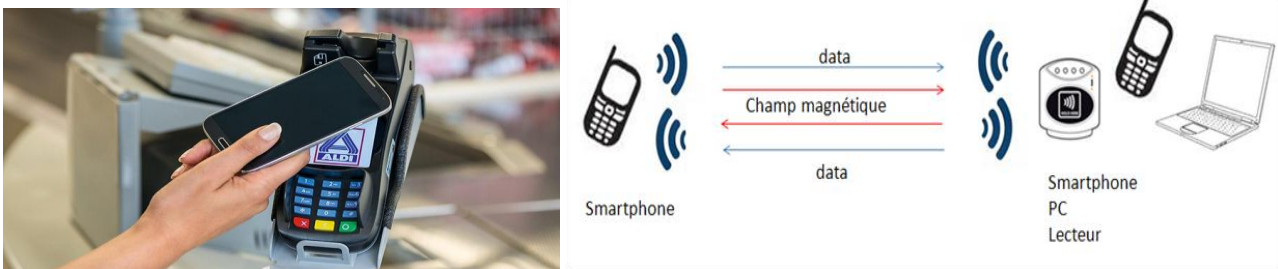 ALDI
data
Champ magnétique
data
Smartphone
Smartphone
PC
Lecteur